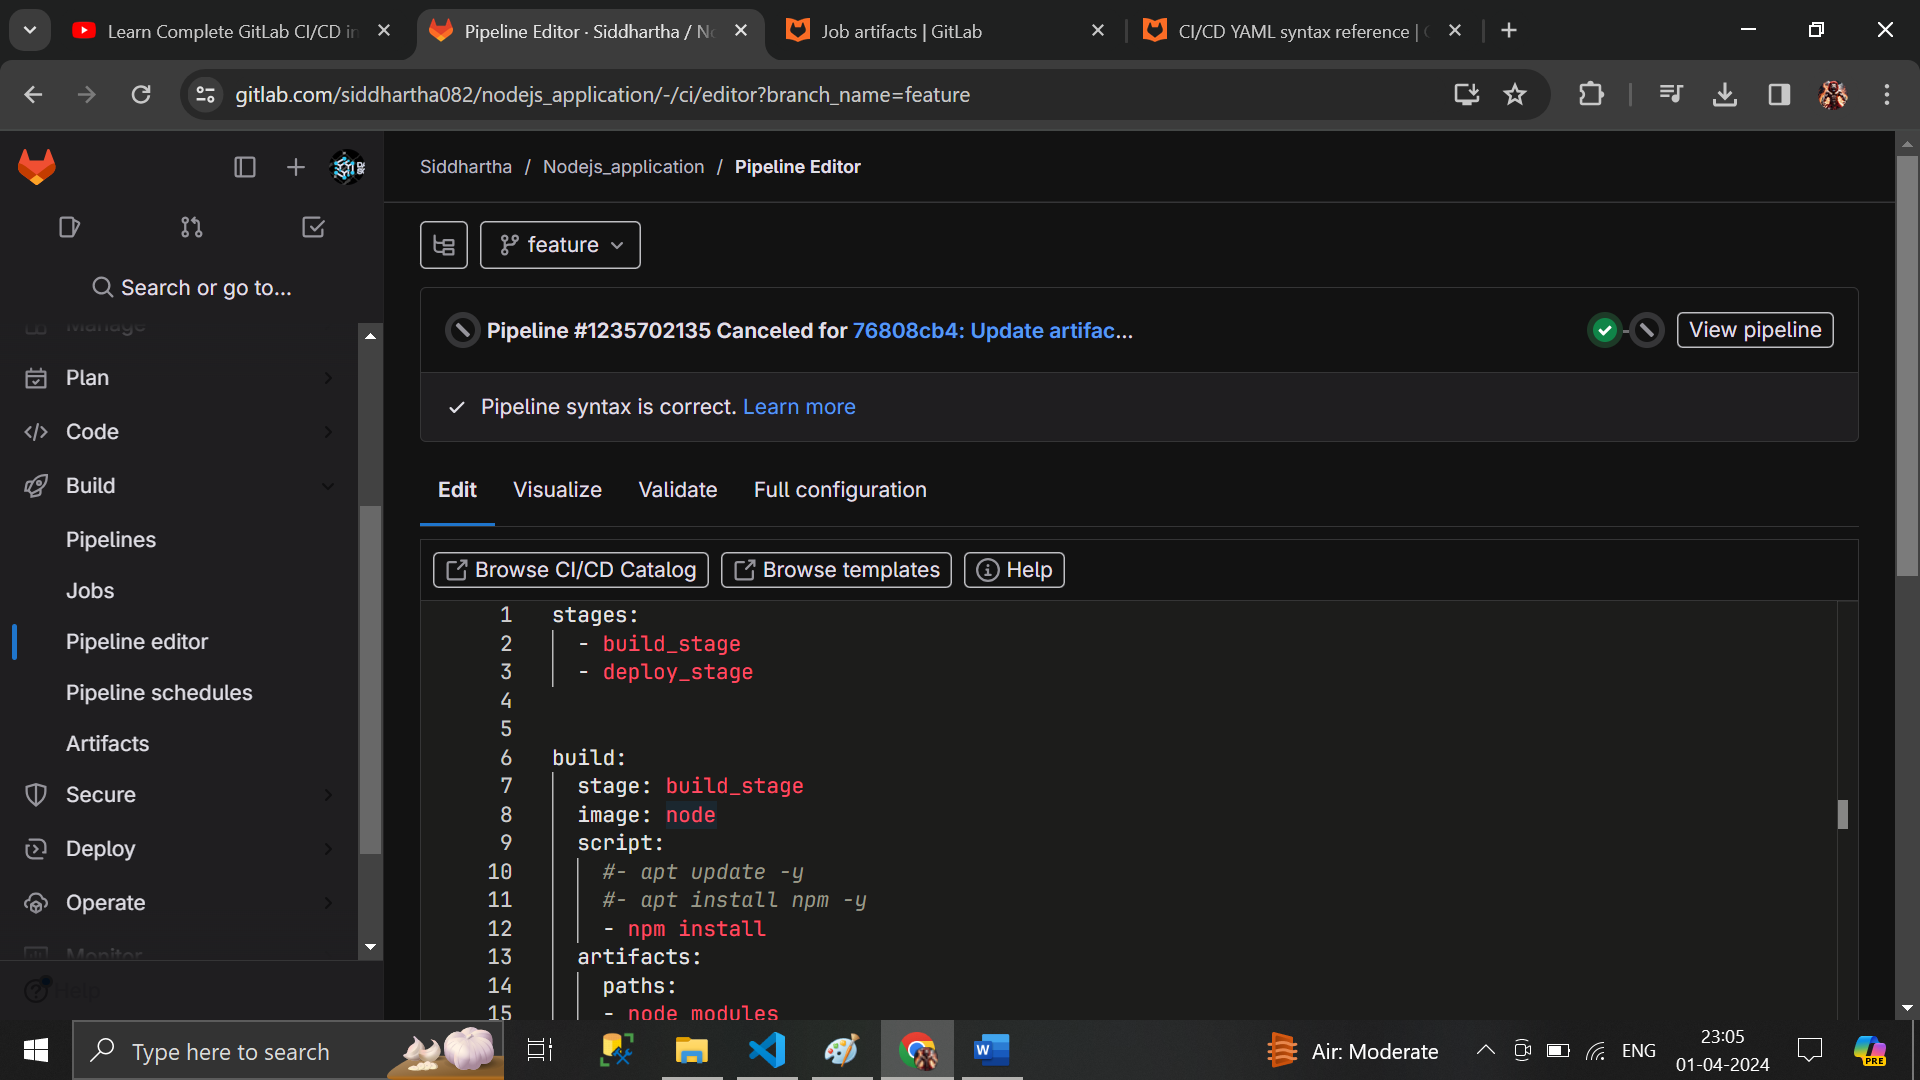 Learn Complete GitLab CI/CD in
Pipeline Editor · Siddhartha / No
Job artifacts | GitLab
CI/CD YAML syntax reference |
gitlab.com/siddhartha082/nodejs_application/-/ci/editor?branch_name=feature
Siddhartha / Nodejs_application / Pipeline Editor
feature
Search or go to...
Manage
Plan
Code
Build
Pipelines
Jobs
Pipeline editor
Pipeline schedules
Artifacts
Secure
Deploy
Operate
Monitor
Help
Pipeline #1235702135 Canceled for 76808cb4: Update artifac...
View pipeline
Pipeline syntax is correct. Learn more
Edit Visualize Validate Full configuration
Browse CI/CD Catalog Browse templates Help
1 stages:
2 - build_stage
3 - deploy_stage
4
5
6 build:
7 stage: build_stage
8 image: node
9 script:
10 #- apt update -y
11 #- apt install npm -y
12 - npm install
13 artifacts:
14 paths:
15 - node_modules
Type here to search
Air: Moderate
ENG
23:05
01-04-2024
PRE